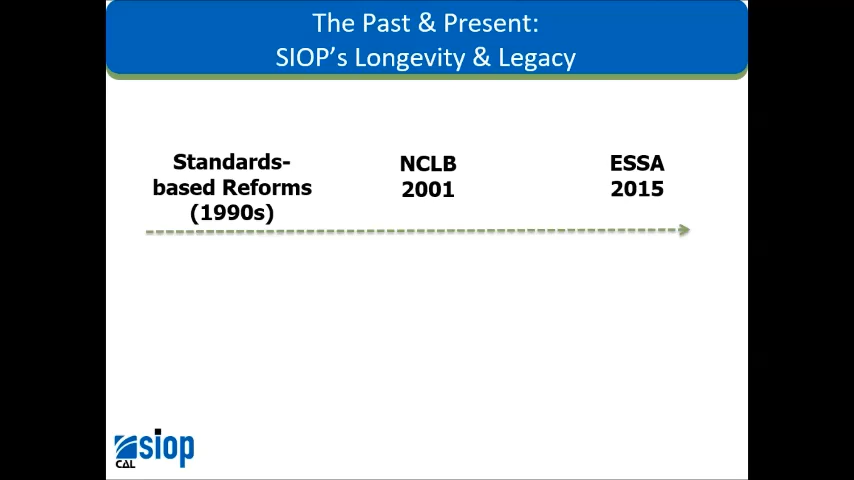 The Past & Present:
SIOP's Longevity & Legacy
Standards-
based Reforms
(1990s)
NCLB
2001
ESSA
2015
siop
CAL